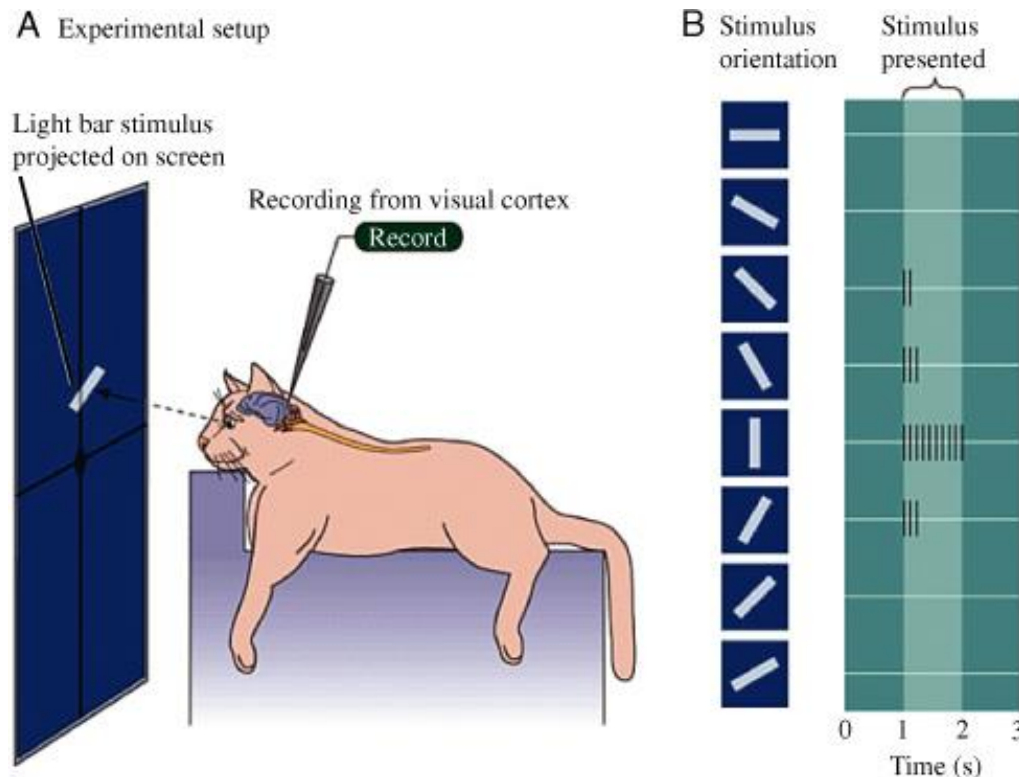 A Experimental setup
Light bar stimulus
projected on screen
Recording from visual cortex
Record
B Stimulus
orientation
Stimulus
presented
0 1 2 3
Time (s)